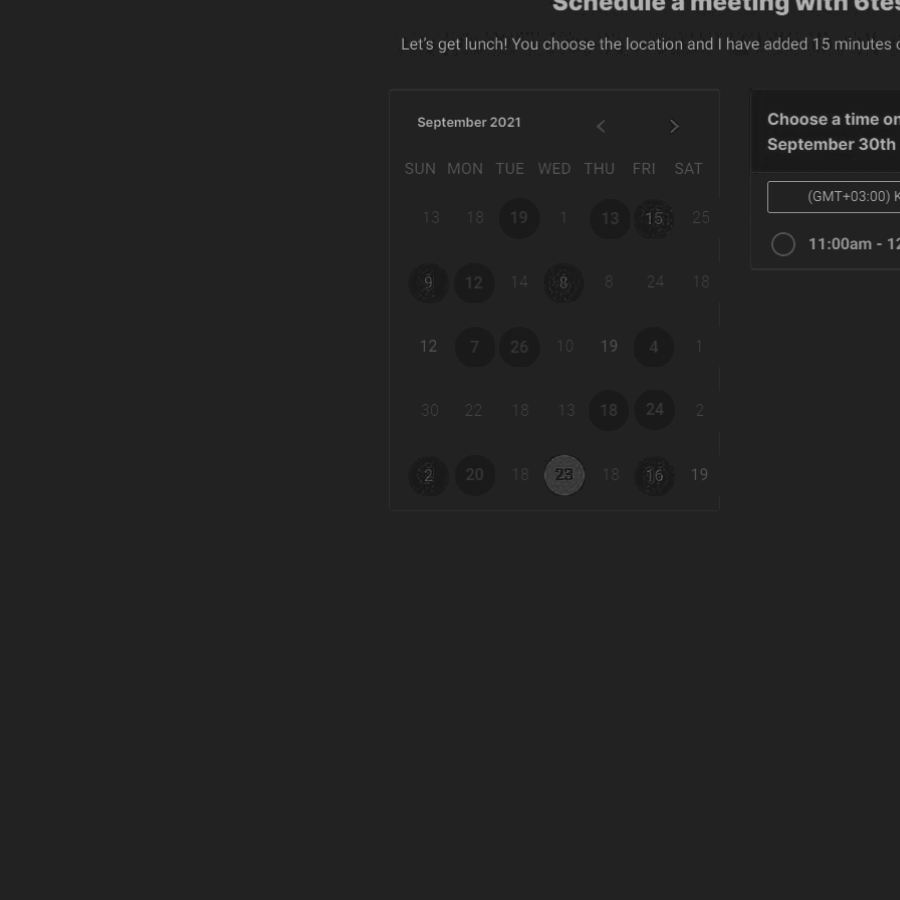 Schedule a meeting with 6tes
Let's get lunch! You choose the location and I have added 15 minutes
September 2021
SUN MON TUE WED THU FRI SAT
13 18 19 1 13 15 25
9 12 14 8 8 24 18
12 7 26 10 19 4 1
30 22 18 13 18 24 2
2 20 18 23 18 16 19
Choose a time on
September 30th
(GMT+03:00) K
11:00am - 12